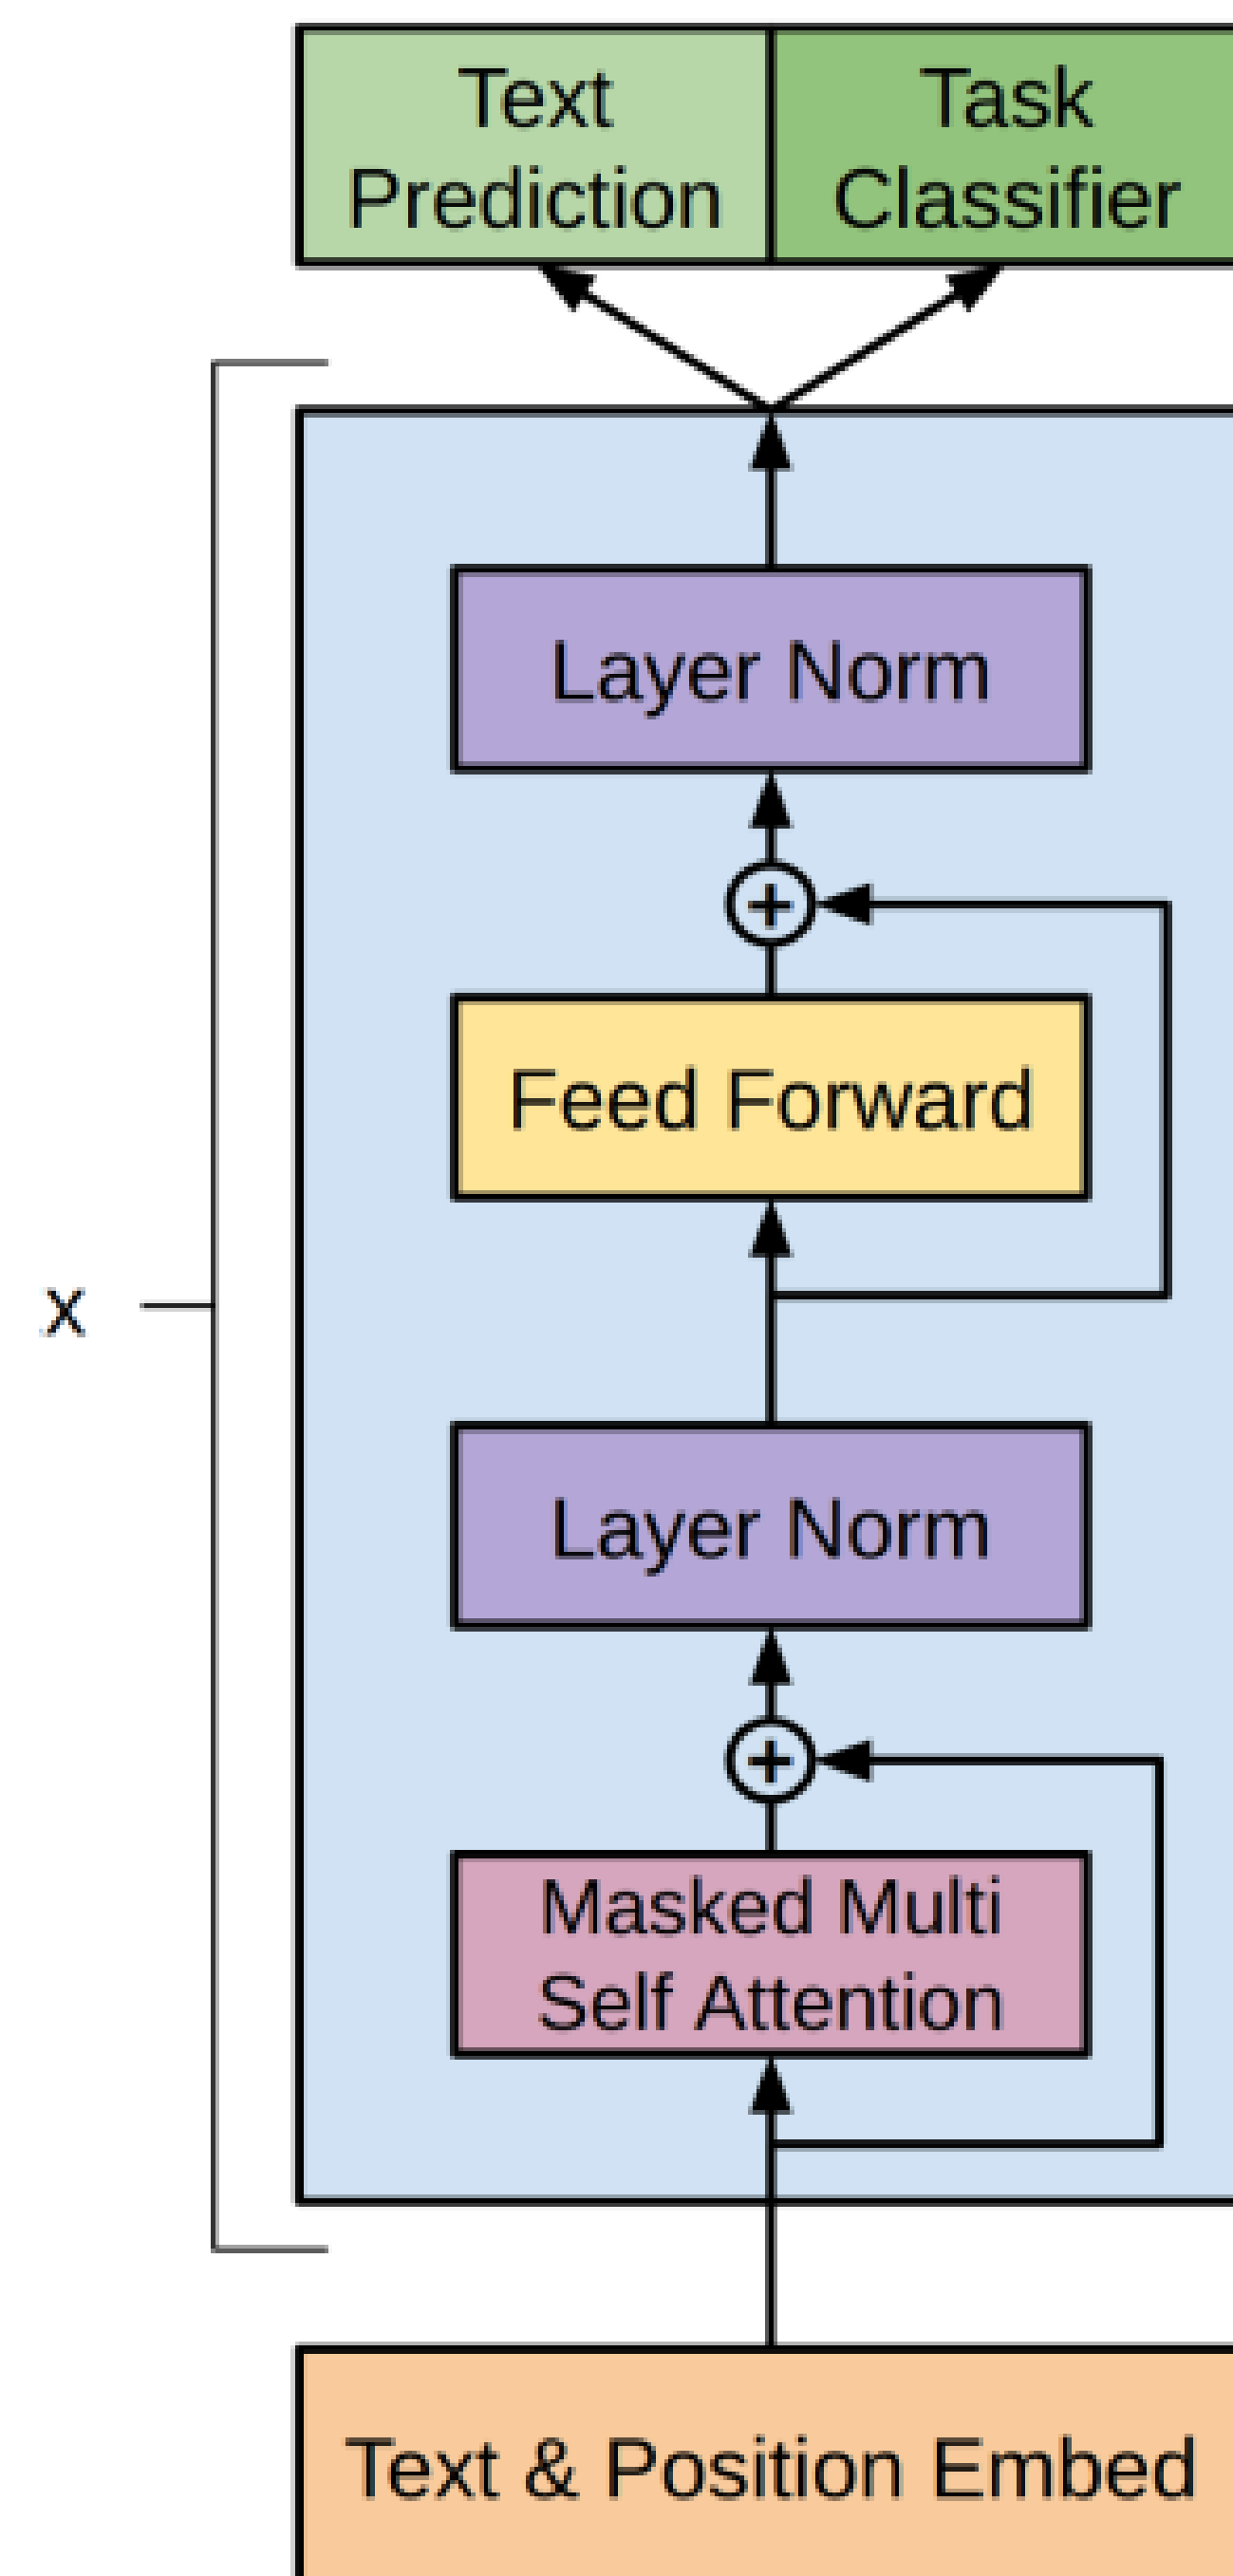 Text
Prediction
Task
Classifier
Layer Norm
+
Feed Forward
x
Layer Norm
+
Masked Multi
Self Attention
Text & Position Embed